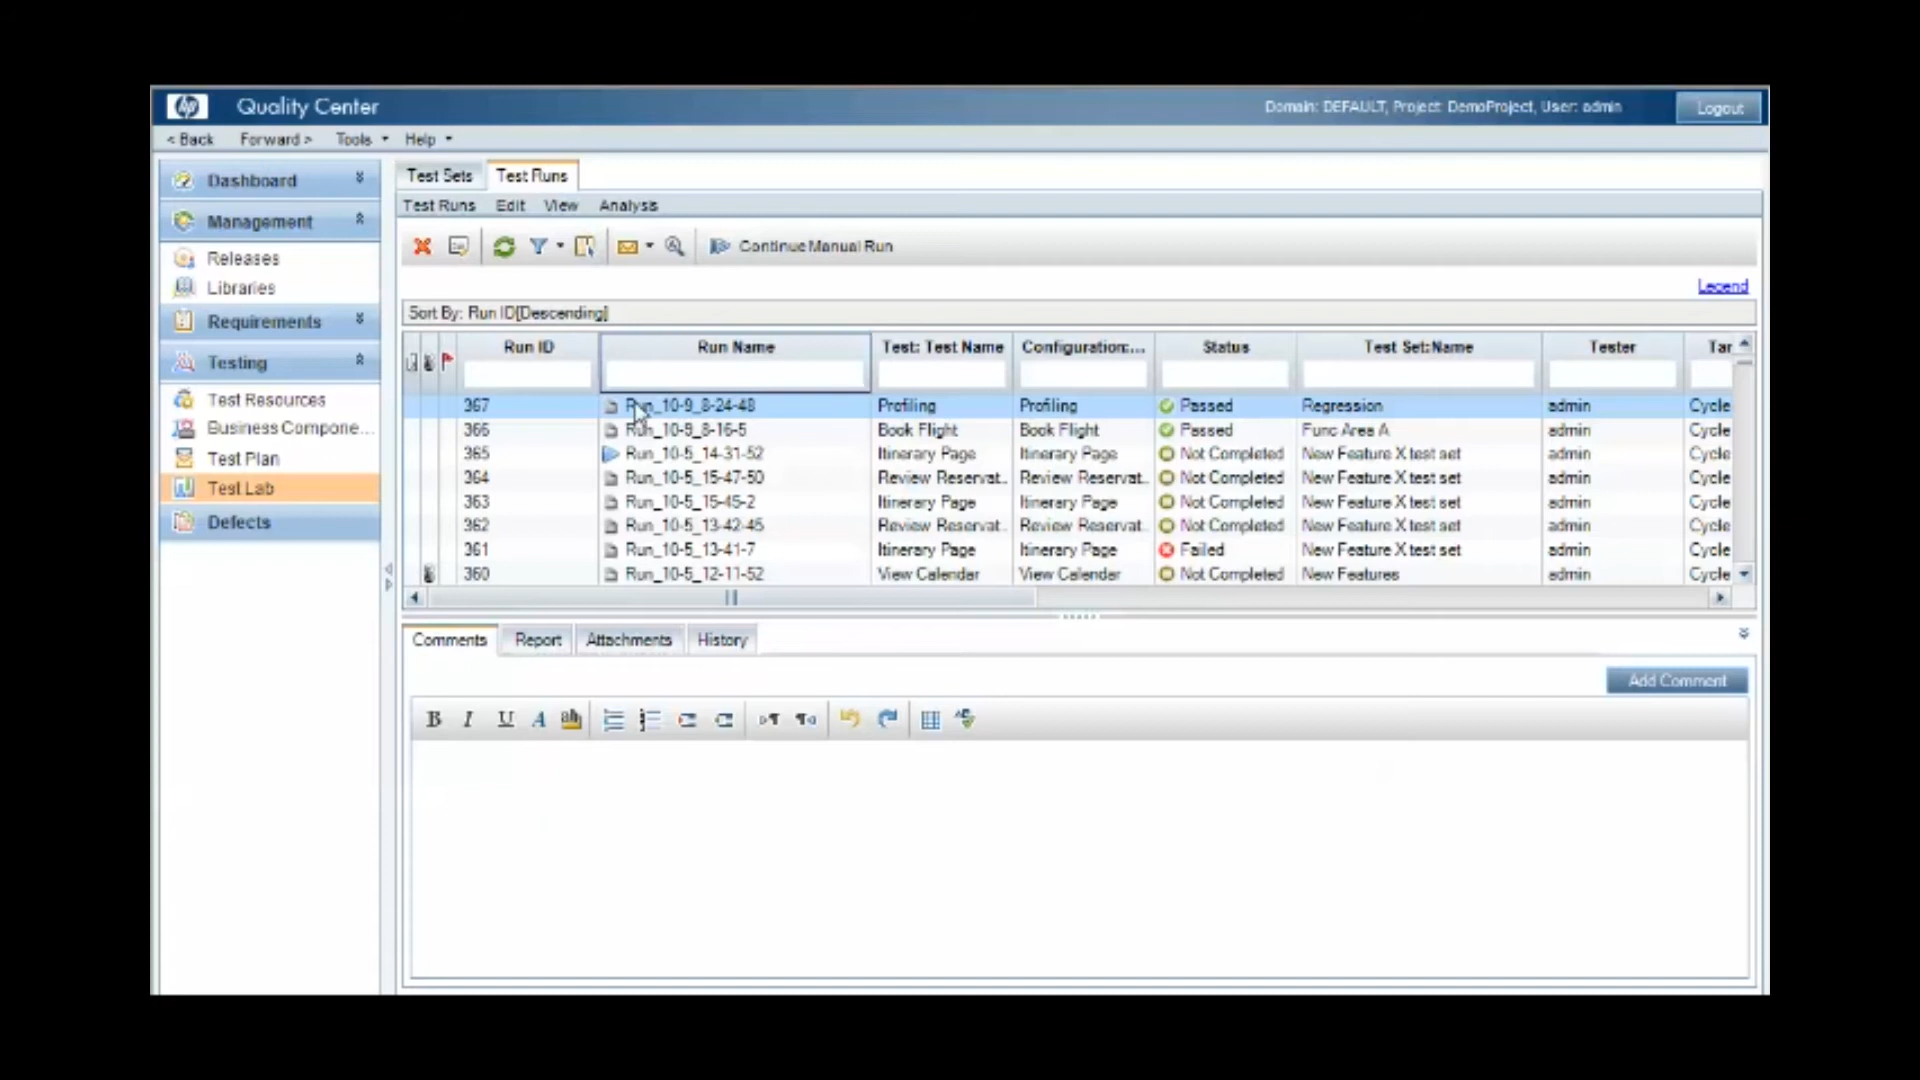 hp Quality Center Domain: DEFAULT, Project: DemoProject, User: admin Logout
< Back Forward > Tools Help
Dashboard
Management
Releases
Libraries
Requirements
Testing
Test Resources
Business Compone...
Test Plan
Test Lab
Defects
Test Sets Test Runs
Test Runs Edit View Analysis
Continue Manual Run
Legend
Sort By: Run ID[Descending]
Run ID Run Name Test: Test Name Configuration:... Status Test Set:Name Tester Tar
367 Run_10-9_8-24-48 Profiling Profiling Passed Regression admin Cycle
366 Run_10-9_8-16-5 Book Flight Book Flight Passed Func Area A admin Cycle
365 Run_10-5_14-31-52 Itinerary Page Itinerary Page Not Completed New Feature X test set admin Cycle
364 Run_10-5_15-47-50 Review Reservat.. Review Reservat.. Not Completed New Feature X test set admin Cycle
363 Run_10-5_15-45-2 Itinerary Page Itinerary Page Not Completed New Feature X test set admin Cycle
362 Run_10-5_13-42-45 Review Reservat.. Review Reservat.. Not Completed New Feature X test set admin Cycle
361 Run_10-5_13-41-7 Itinerary Page Itinerary Page Failed New Feature X test set admin Cycle
360 Run_10-5_12-11-52 View Calendar View Calendar Not Completed New Features admin Cycle
Comments Report Attachments History
Add Comment
B I U A ab